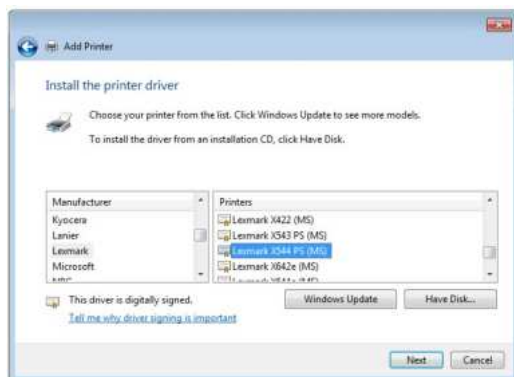 Add Printer
Install the printer driver
Choose your printer from the list. Click Windows Update to see more models.
To install the driver from an installation CD, click Have Disk.
Manufacturer
Kyocera
Lanier
Lexmark
Microsoft
Printers
Lexmark X422 (MS)
Lexmark X543 PS (MS)
Lexmark X544 PS (MS)
Lexmark X642e (MS)
This driver is digitally signed.
Tell me why driver signing is important
Windows Update
Have Disk...
Next
Cancel